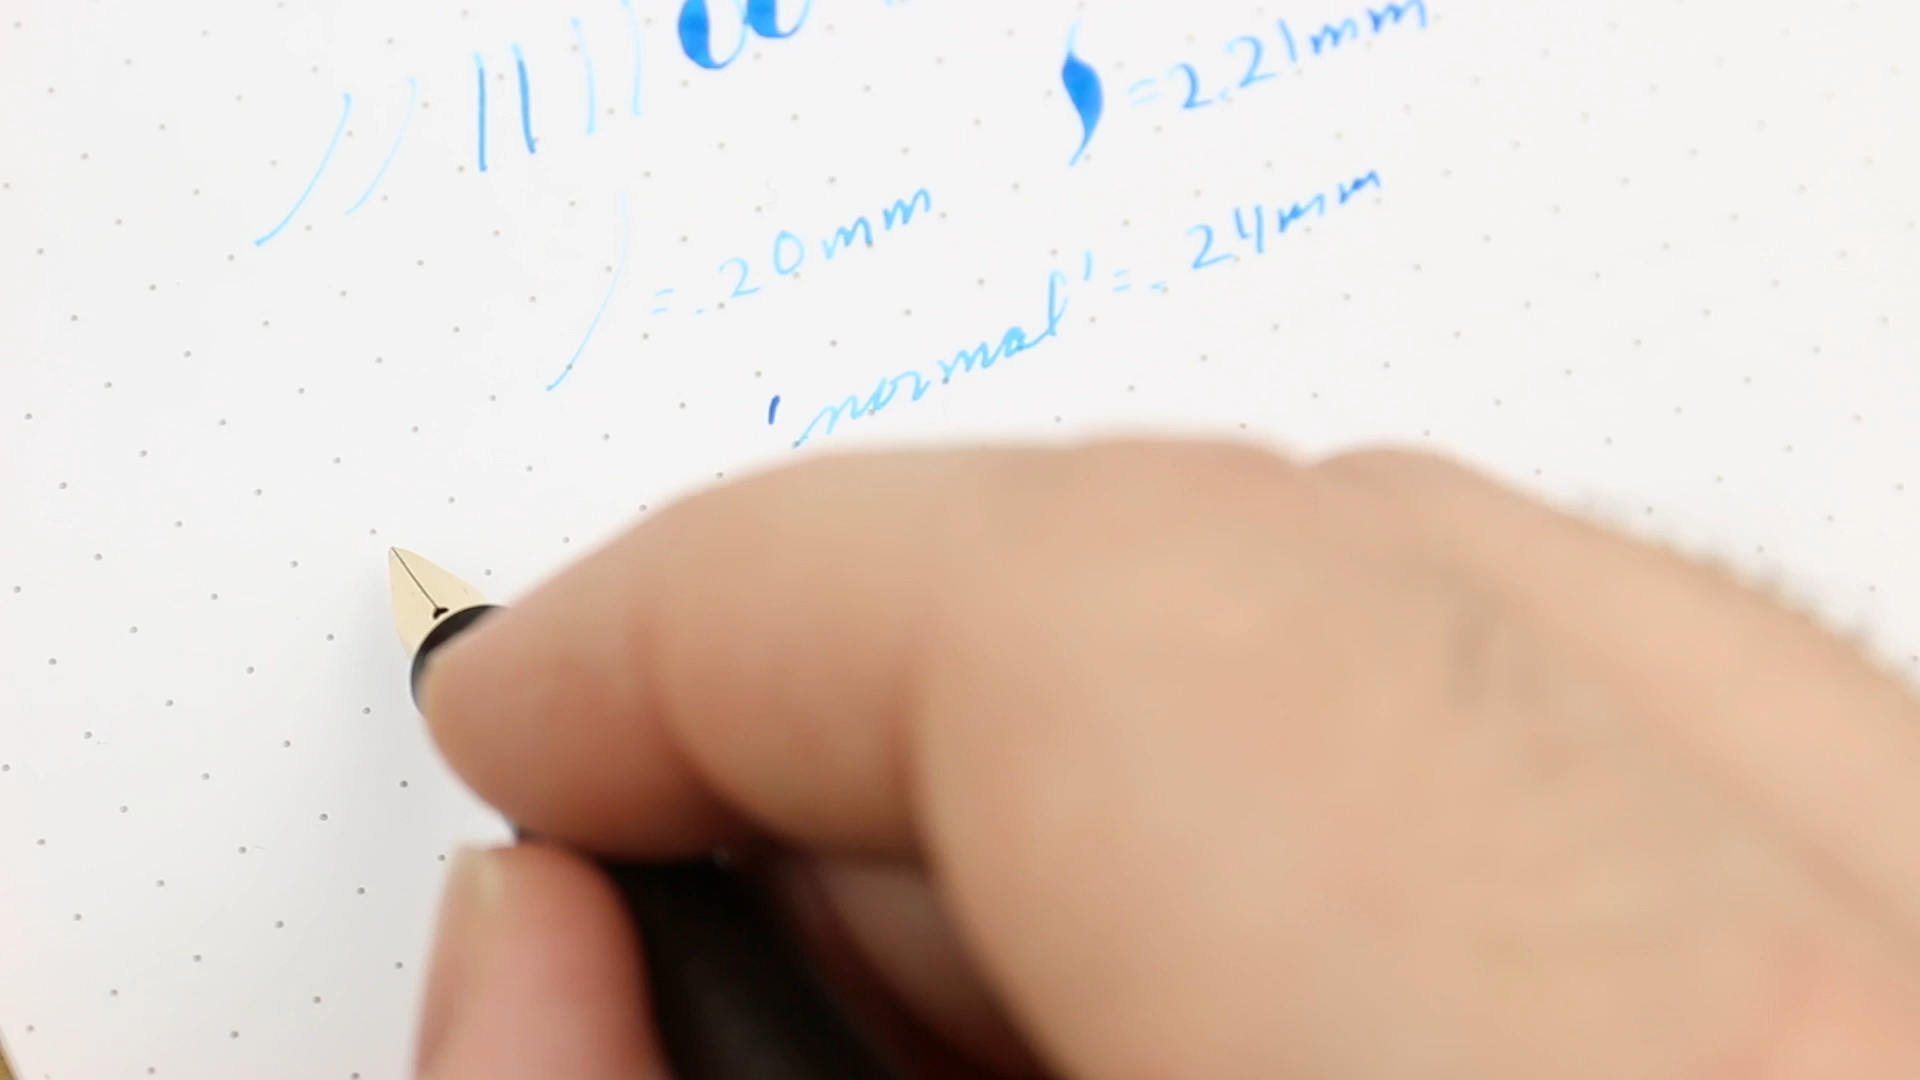 = 2.21mm
= .20mm
'normal' = .24mm